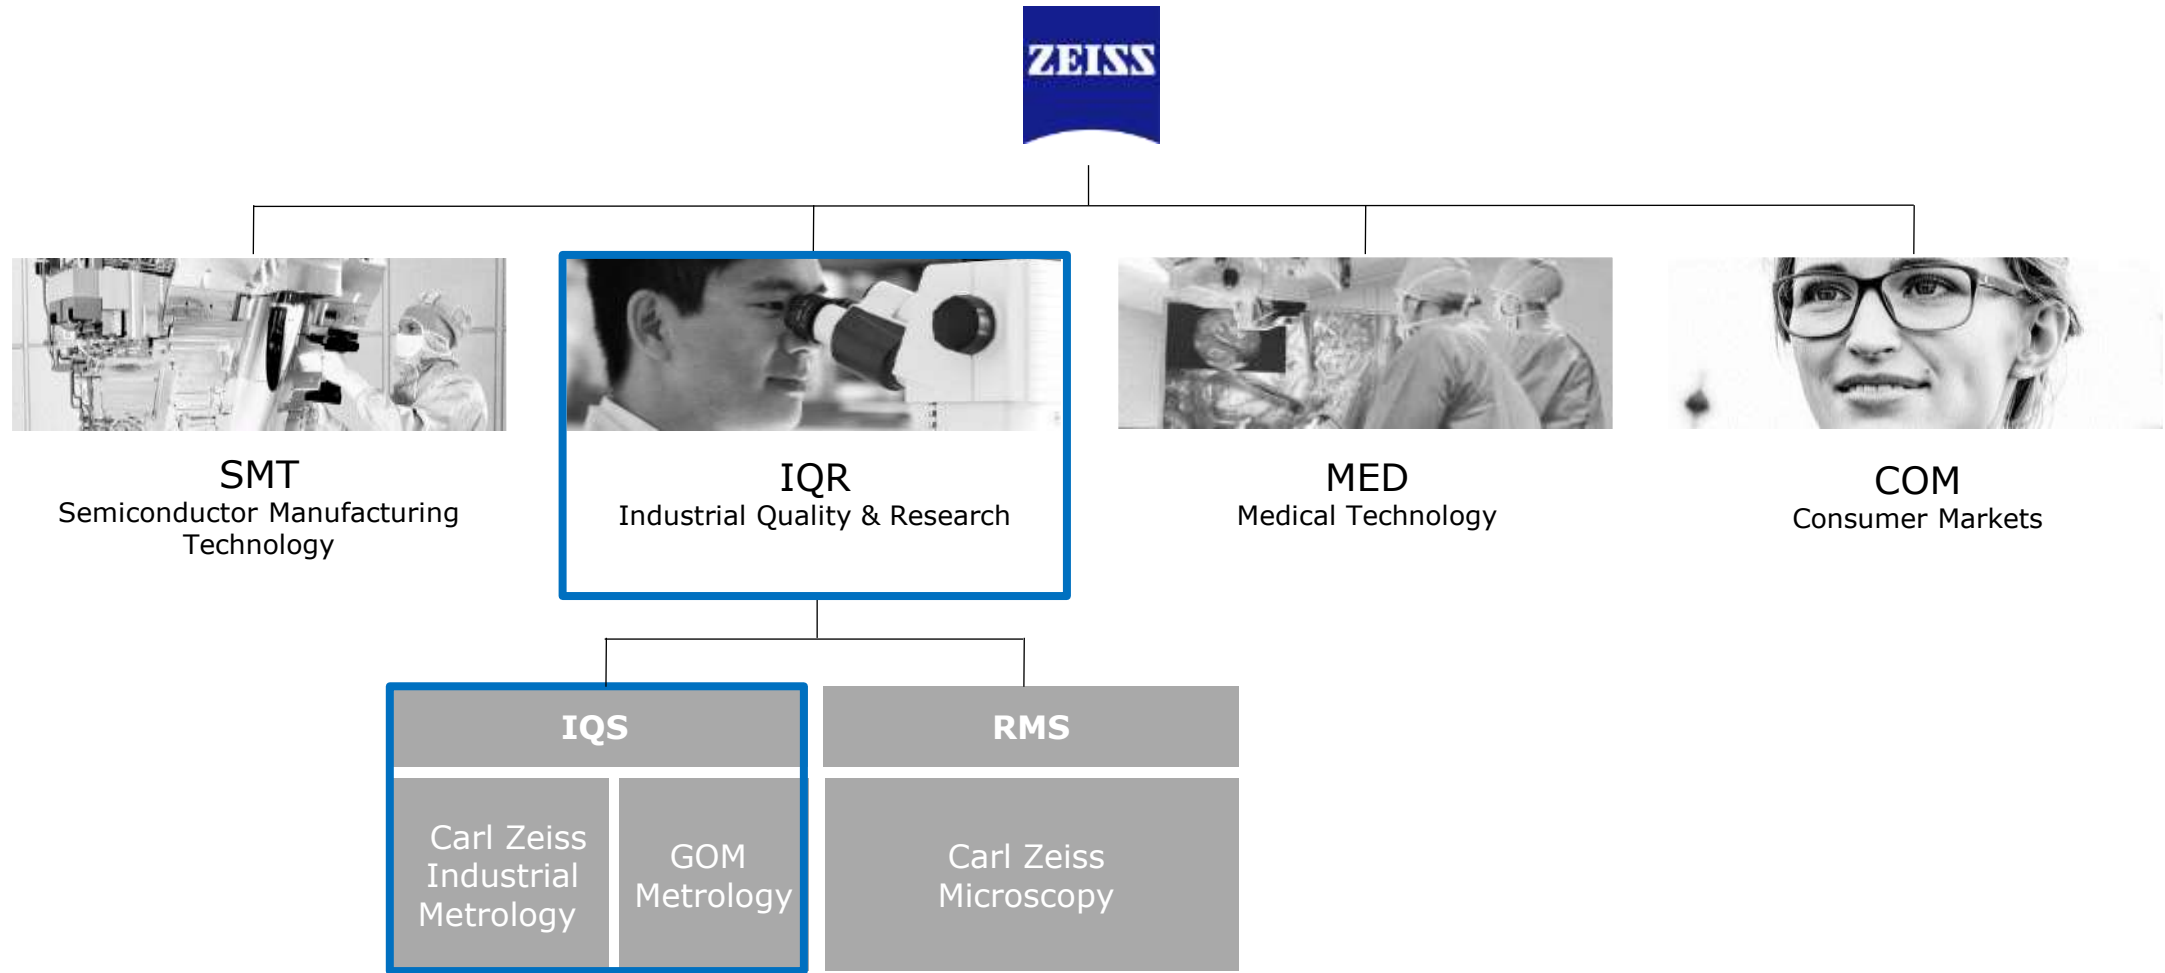 ZEISS
SMT
Semiconductor Manufacturing
Technology
IQR
Industrial Quality & Research
MED
Medical Technology
COM
Consumer Markets
IQS
RMS
Carl Zeiss
Industrial
Metrology
GOM
Metrology
Carl Zeiss
Microscopy